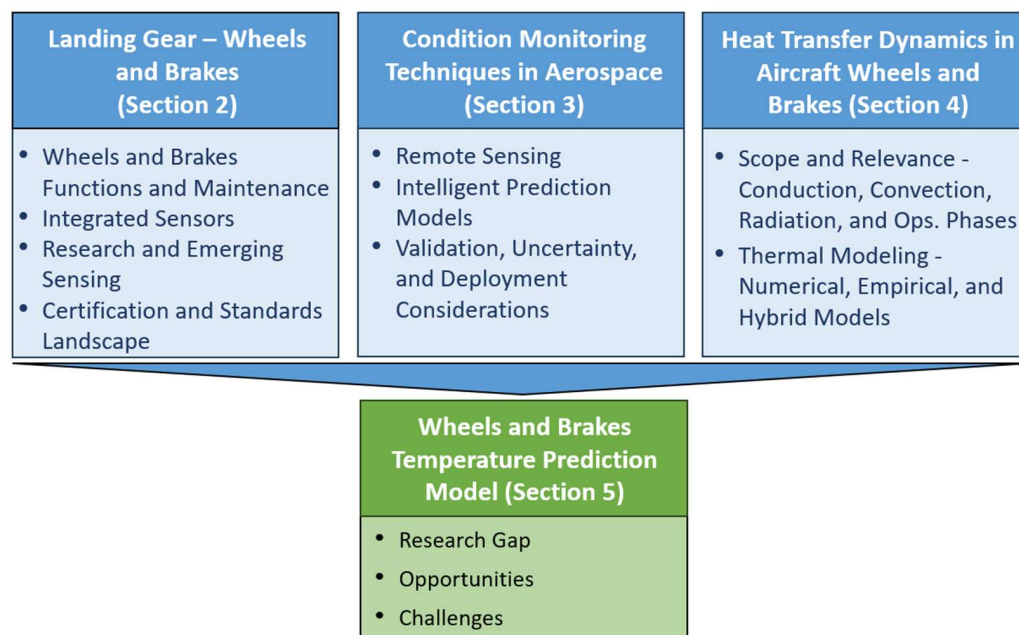 Landing Gear – Wheels
and Brakes
(Section 2)
• Wheels and Brakes
Functions and Maintenance
• Integrated Sensors
• Research and Emerging
Sensing
• Certification and Standards
Landscape
Condition Monitoring
Techniques in Aerospace
(Section 3)
• Remote Sensing
• Intelligent Prediction
Models
• Validation, Uncertainty,
and Deployment
Considerations
Heat Transfer Dynamics in
Aircraft Wheels and
Brakes (Section 4)
• Scope and Relevance -
Conduction, Convection,
Radiation, and Ops. Phases
• Thermal Modeling -
Numerical, Empirical, and
Hybrid Models
Wheels and Brakes
Temperature Prediction
Model (Section 5)
• Research Gap
• Opportunities
• Challenges